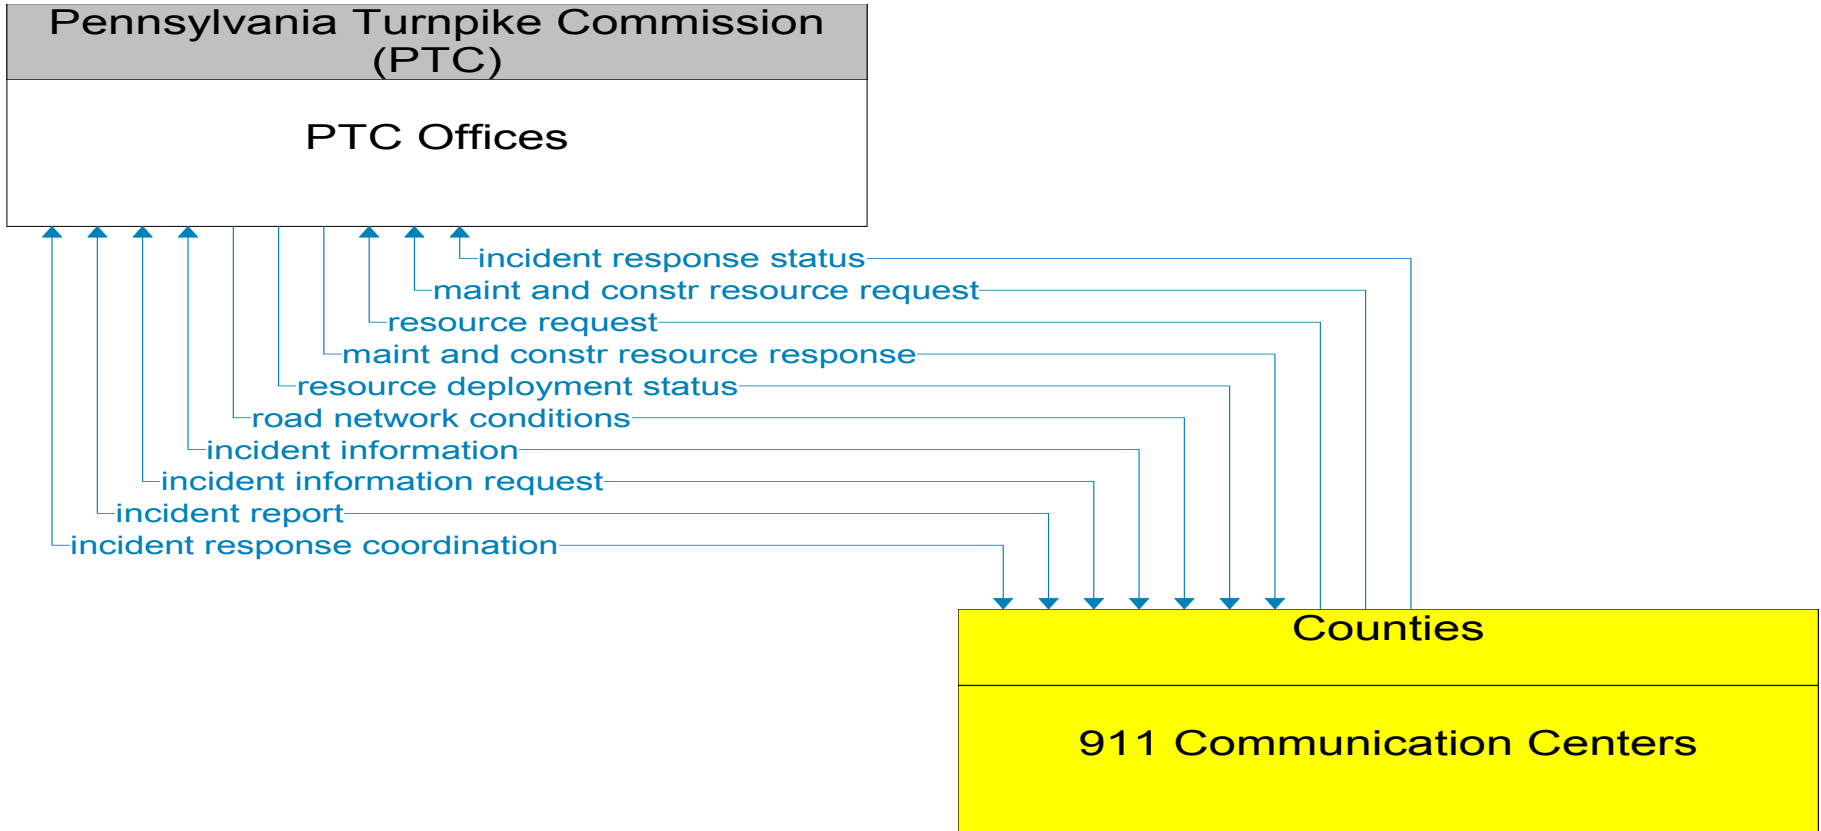 Pennsylvania Turnpike Commission
(PTC)
PTC Offices
incident response status
maint and constr resource request
resource request
maint and constr resource response
resource deployment status
road network conditions
incident information
incident information request
incident report
incident response coordination
Counties
911 Communication Centers